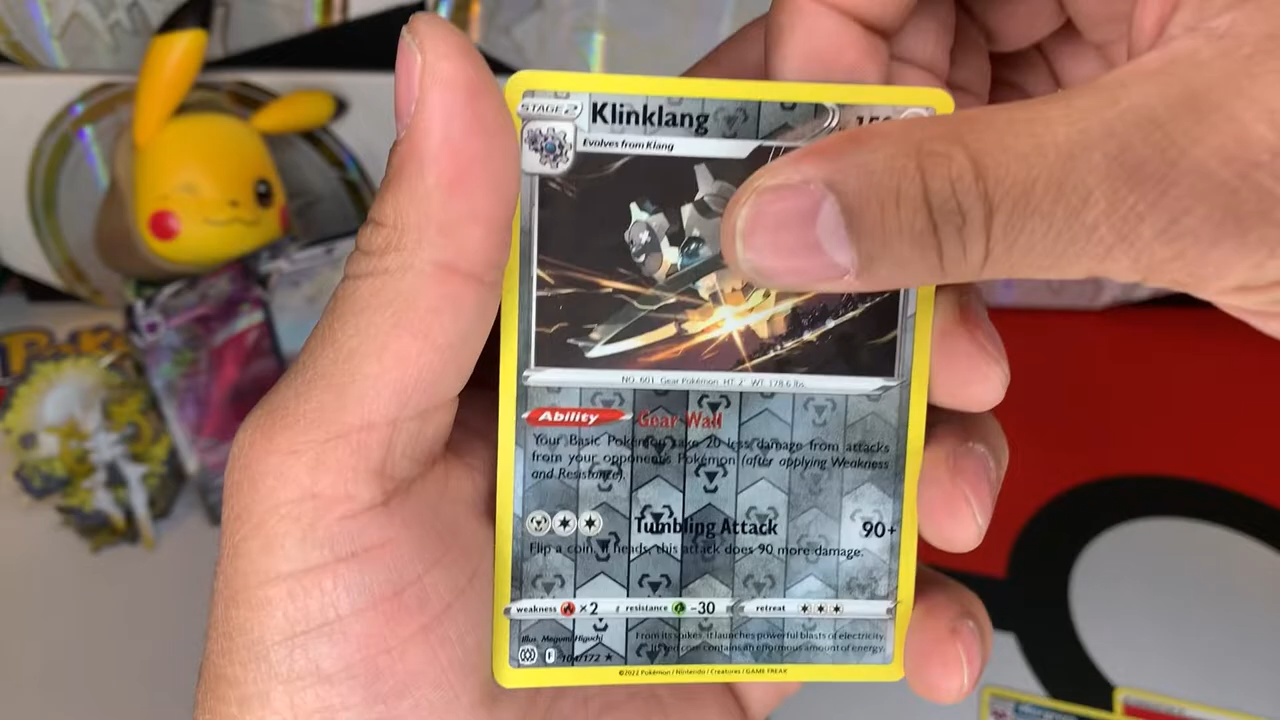 STAGE 2
Klinklang
Evolves from Klang
NO. 601 Gear Pokémon HT: 2' WT: 178.6 lbs.
Ability Gear Wall
Your Basic Pokémon take 20 less damage from attacks
from your opponent's Pokémon (after applying Weakness
and Resistance).
Tumbling Attack 90+
Flip a coin. If heads, this attack does 90 more damage.
weakness ×2 resistance -30 retreat
Illus. Megumi Higuchi
From its spikes, it launches powerful blasts of electricity.
Its red core contains an enormous amount of energy.
F 104/172 ★
©2022 Pokémon / Nintendo / Creatures / GAME FREAK